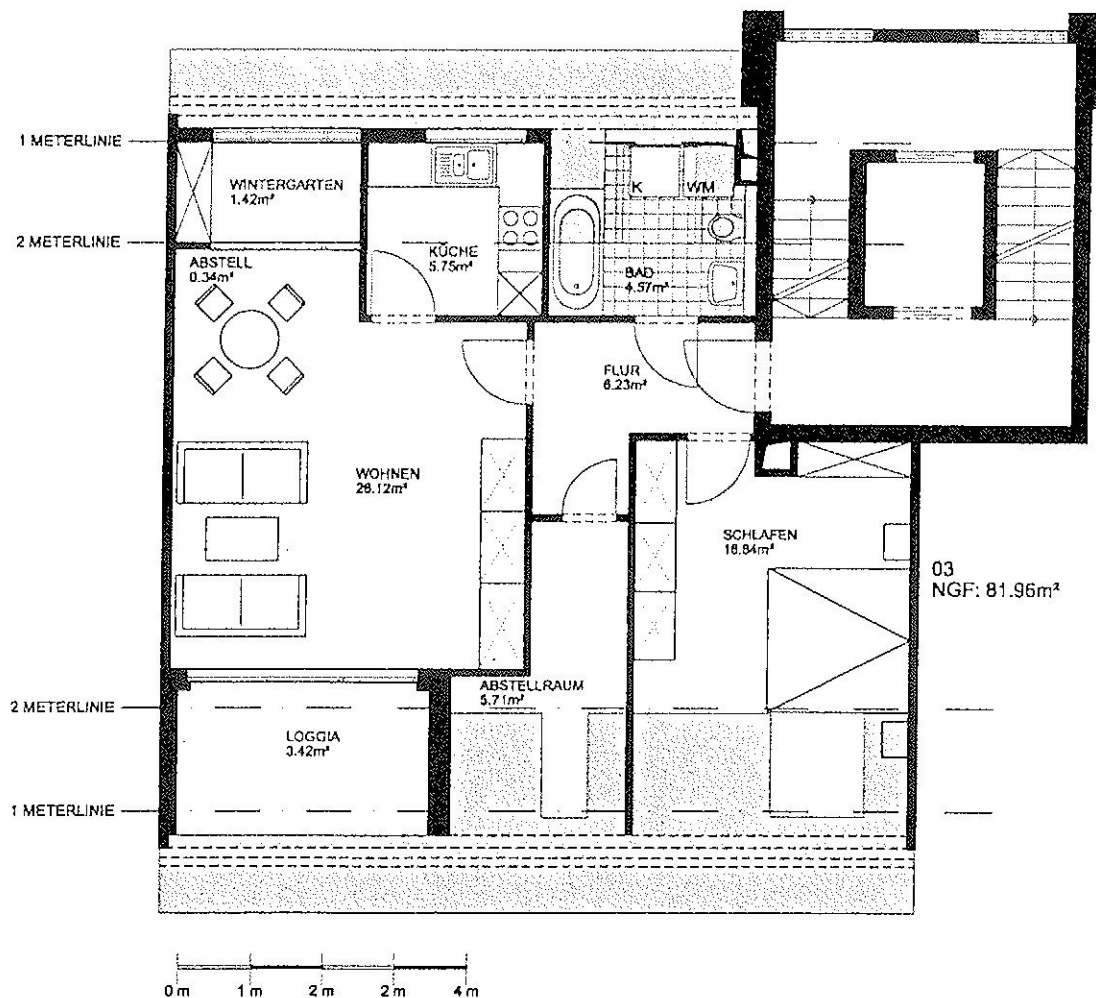 1 METERLINIE
WINTERGARTEN
1.42m²
K
WM
2 METERLINIE
KÜCHE
5.75m²
ABSTELL
0.34m²
BAD
4.57m²
FLUR
6.23m²
WOHNEN
26.12m²
SCHLAFEN
16.84m²
03
NGF: 81.96m²
ABSTELLRAUM
5.71m²
2 METERLINIE
LOGGIA
3.42m²
1 METERLINIE
0 m 1 m 2 m 2 m 4 m